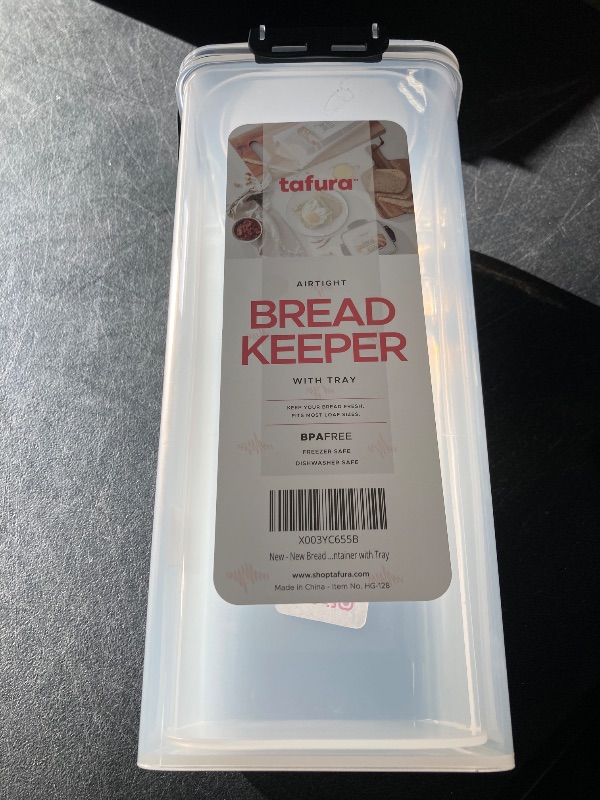 tafura™
AIRTIGHT
BREAD
KEEPER
WITH TRAY
KEEP YOUR BREAD FRESH.
FITS MOST LOAF SIZES.
BPAFREE
FREEZER SAFE
DISHWASHER SAFE
X003YC655B
New - New Bread ...ntainer with Tray
www.shoptafura.com
Made in China - Item No. HG-128